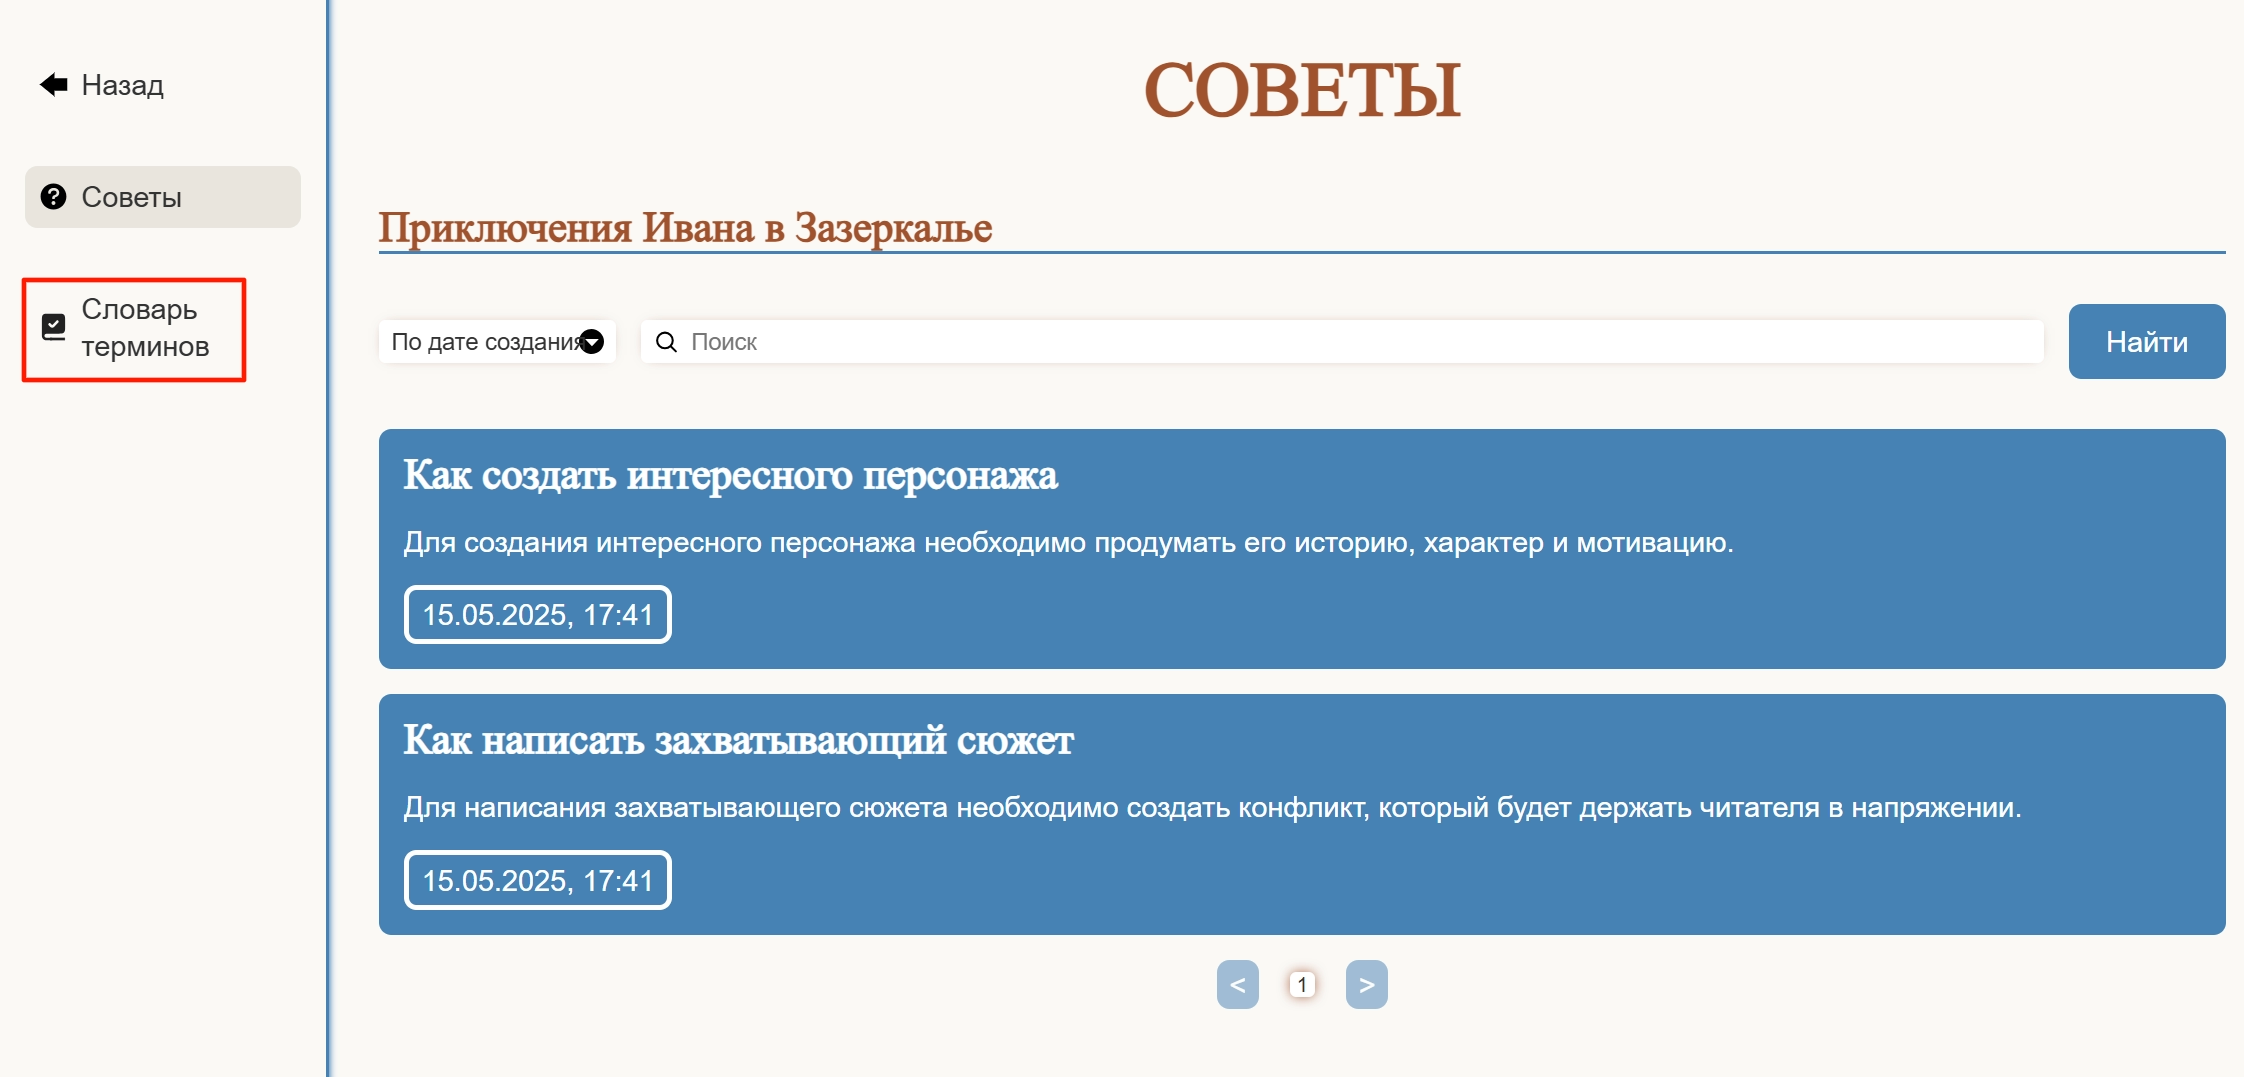 Назад
Советы
Словарь
терминов
СОВЕТЫ
Приключения Ивана в Зазеркалье
По дате создания
Поиск
Найти
Как создать интересного персонажа
Для создания интересного персонажа необходимо продумать его историю, характер и мотивацию.
15.05.2025, 17:41
Как написать захватывающий сюжет
Для написания захватывающего сюжета необходимо создать конфликт, который будет держать читателя в напряжении.
15.05.2025, 17:41
< 1 >